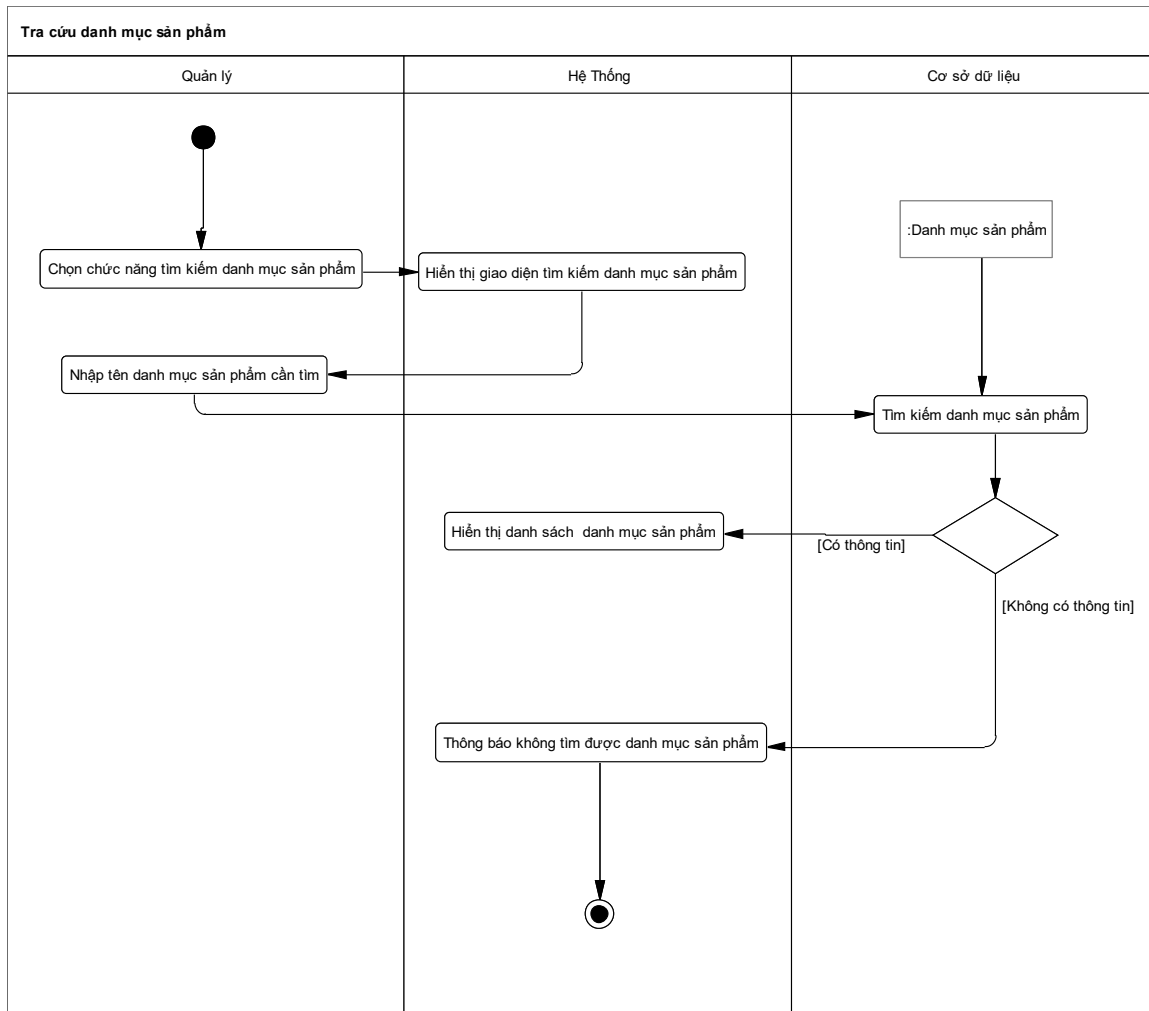 Tra cứu danh mục sản phẩm
Quản lý
Hệ Thống
Cơ sở dữ liệu
:Danh mục sản phẩm
Chọn chức năng tìm kiếm danh mục sản phẩm
Hiển thị giao diện tìm kiếm danh mục sản phẩm
Nhập tên danh mục sản phẩm cần tìm
Tìm kiếm danh mục sản phẩm
Hiển thị danh sách danh mục sản phẩm
[Có thông tin]
[Không có thông tin]
Thông báo không tìm được danh mục sản phẩm